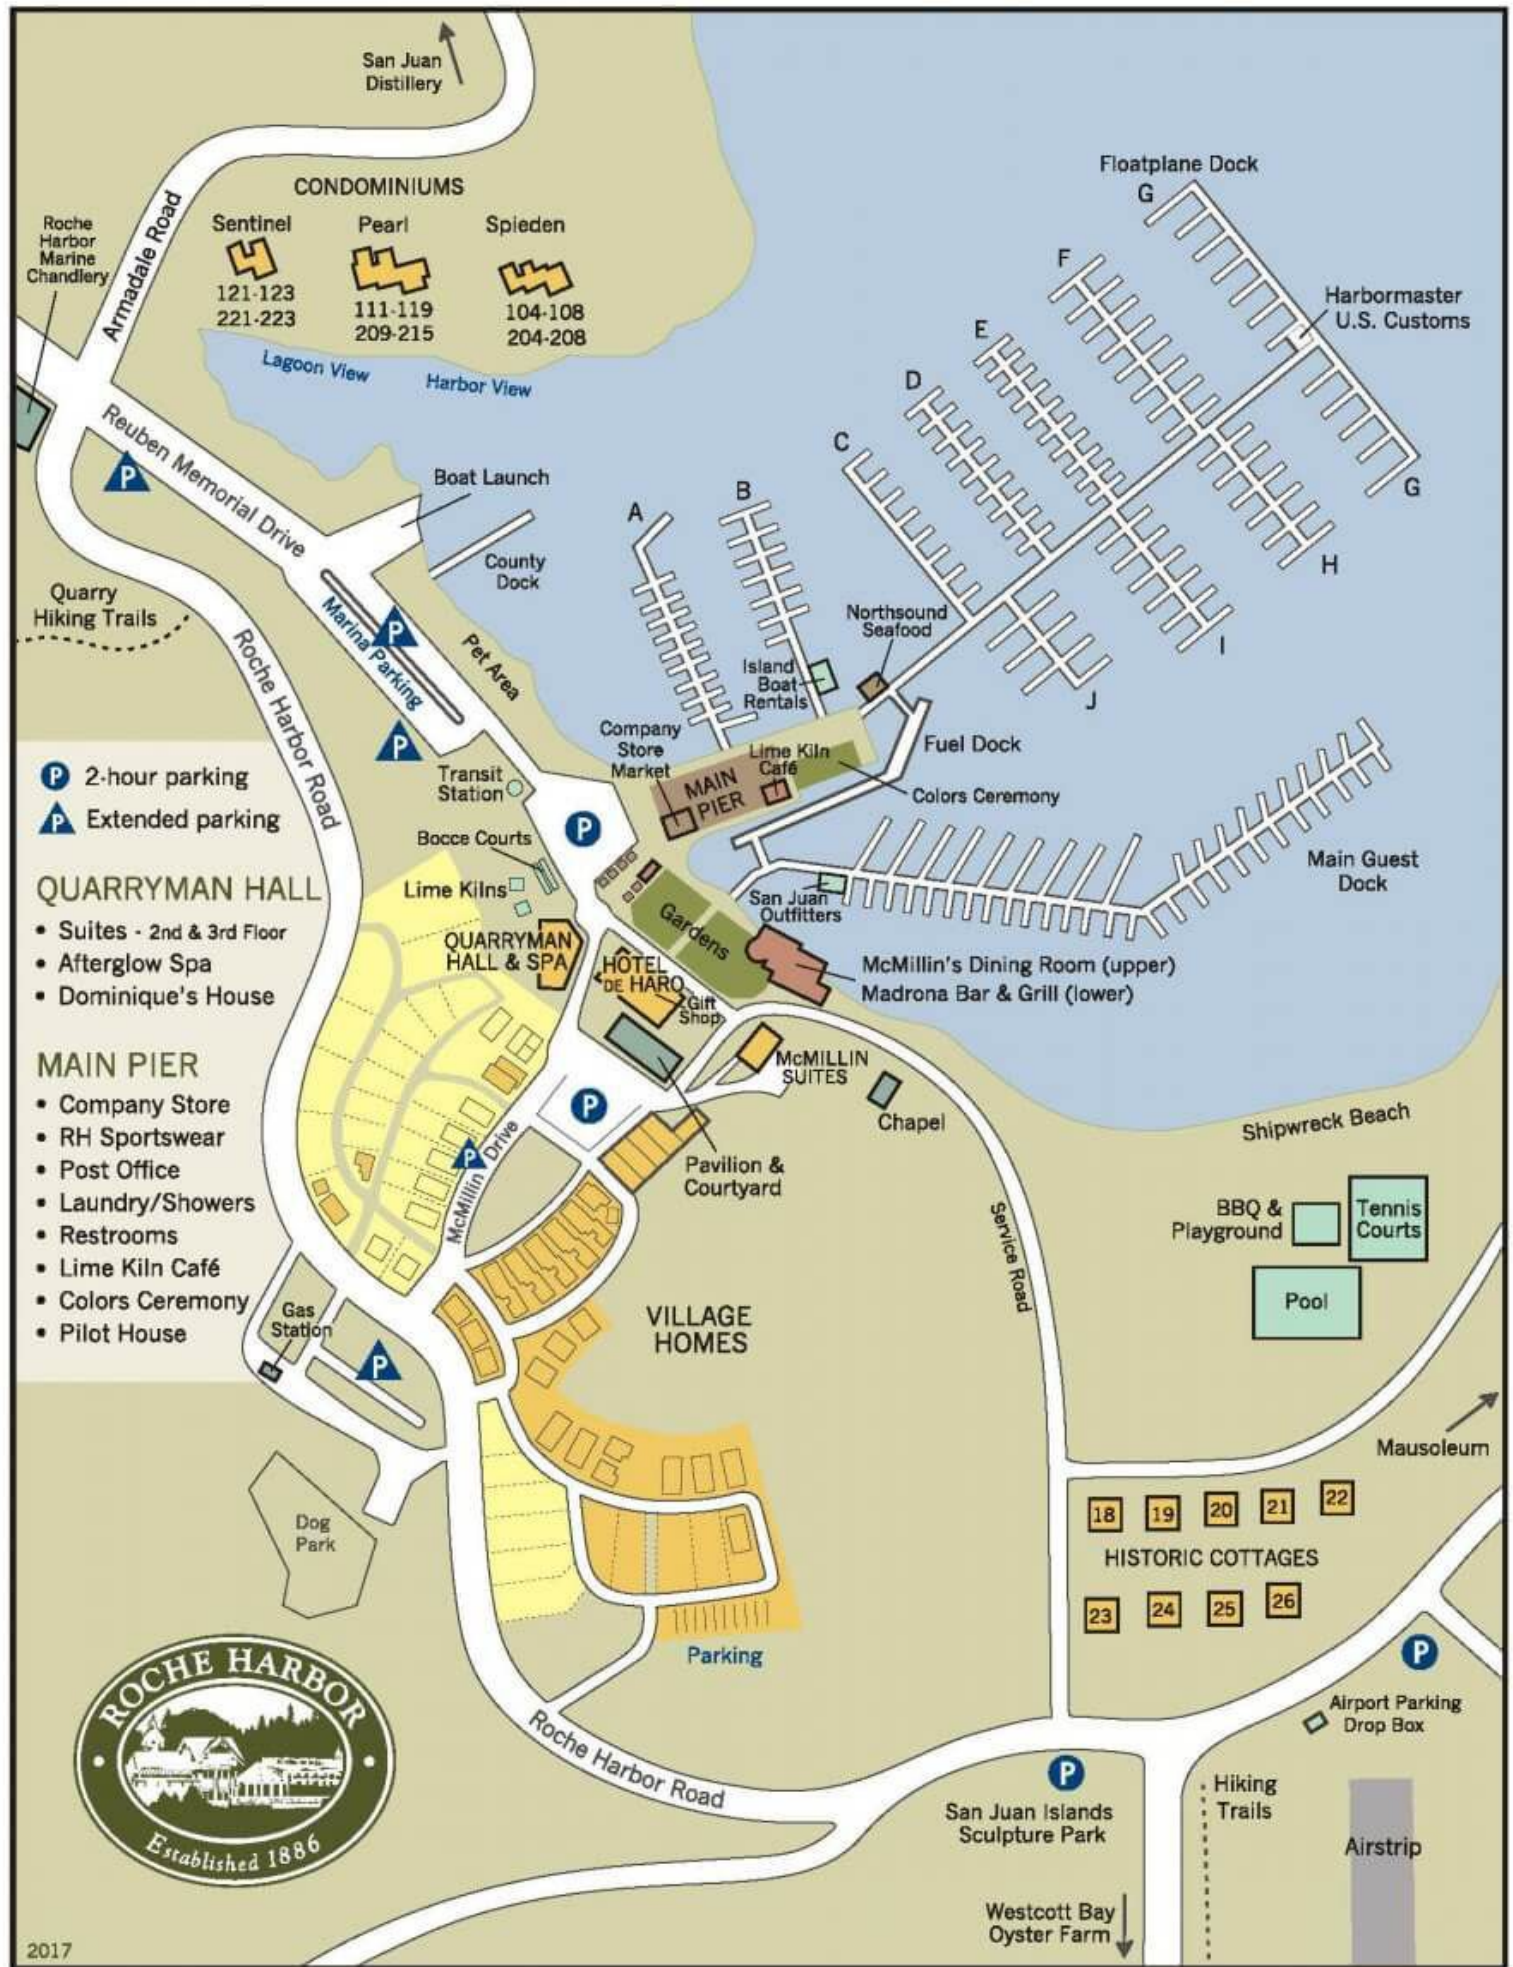 San Juan
Distillery
Floatplane Dock
G
CONDOMINIUMS
Sentinel
Pearl
Spieden
121-123
221-223
111-119
209-215
104-108
204-208
Roche
Harbor
Marine
Chandlery
Armadale Road
Lagoon View
Harbor View
F
E
D
C
B
A
Harbormaster
U.S. Customs
G
H
I
J
Reuben Memorial Drive
P
Boat Launch
County
Dock
Quarry
Hiking Trails
Marina Parking
P
Pet Area
Roche Harbor Road
P
Northsound
Seafood
Island
Boat
Rentals
Company
Store
Market
Lime Kiln
Café
MAIN
PIER
Fuel Dock
Colors Ceremony
Transit
Station
P
Bocce Courts
Lime Kilns
Main Guest
Dock
San Juan
Outfitters
Gardens
P 2-hour parking
P Extended parking
QUARRYMAN HALL
• Suites - 2nd & 3rd Floor
• Afterglow Spa
• Dominique's House
MAIN PIER
• Company Store
• RH Sportswear
• Post Office
• Laundry/Showers
• Restrooms
• Lime Kiln Café
• Colors Ceremony
• Pilot House
QUARRYMAN
HALL & SPA
HOTEL
DE HARO
Gift
Shop
McMillin's Dining Room (upper)
Madrona Bar & Grill (lower)
McMILLIN
SUITES
Chapel
P
P
McMillin Drive
Pavilion &
Courtyard
Shipwreck Beach
BBQ &
Playground
Tennis
Courts
Pool
Service Road
VILLAGE
HOMES
Gas
Station
P
Mausoleum
Dog
Park
18
19
20
21
22
HISTORIC COTTAGES
23
24
25
26
Parking
P
Airport Parking
Drop Box
Roche Harbor Road
P
San Juan Islands
Sculpture Park
Hiking
Trails
Airstrip
Westcott Bay
Oyster Farm
ROCHE HARBOR
Established 1886
2017